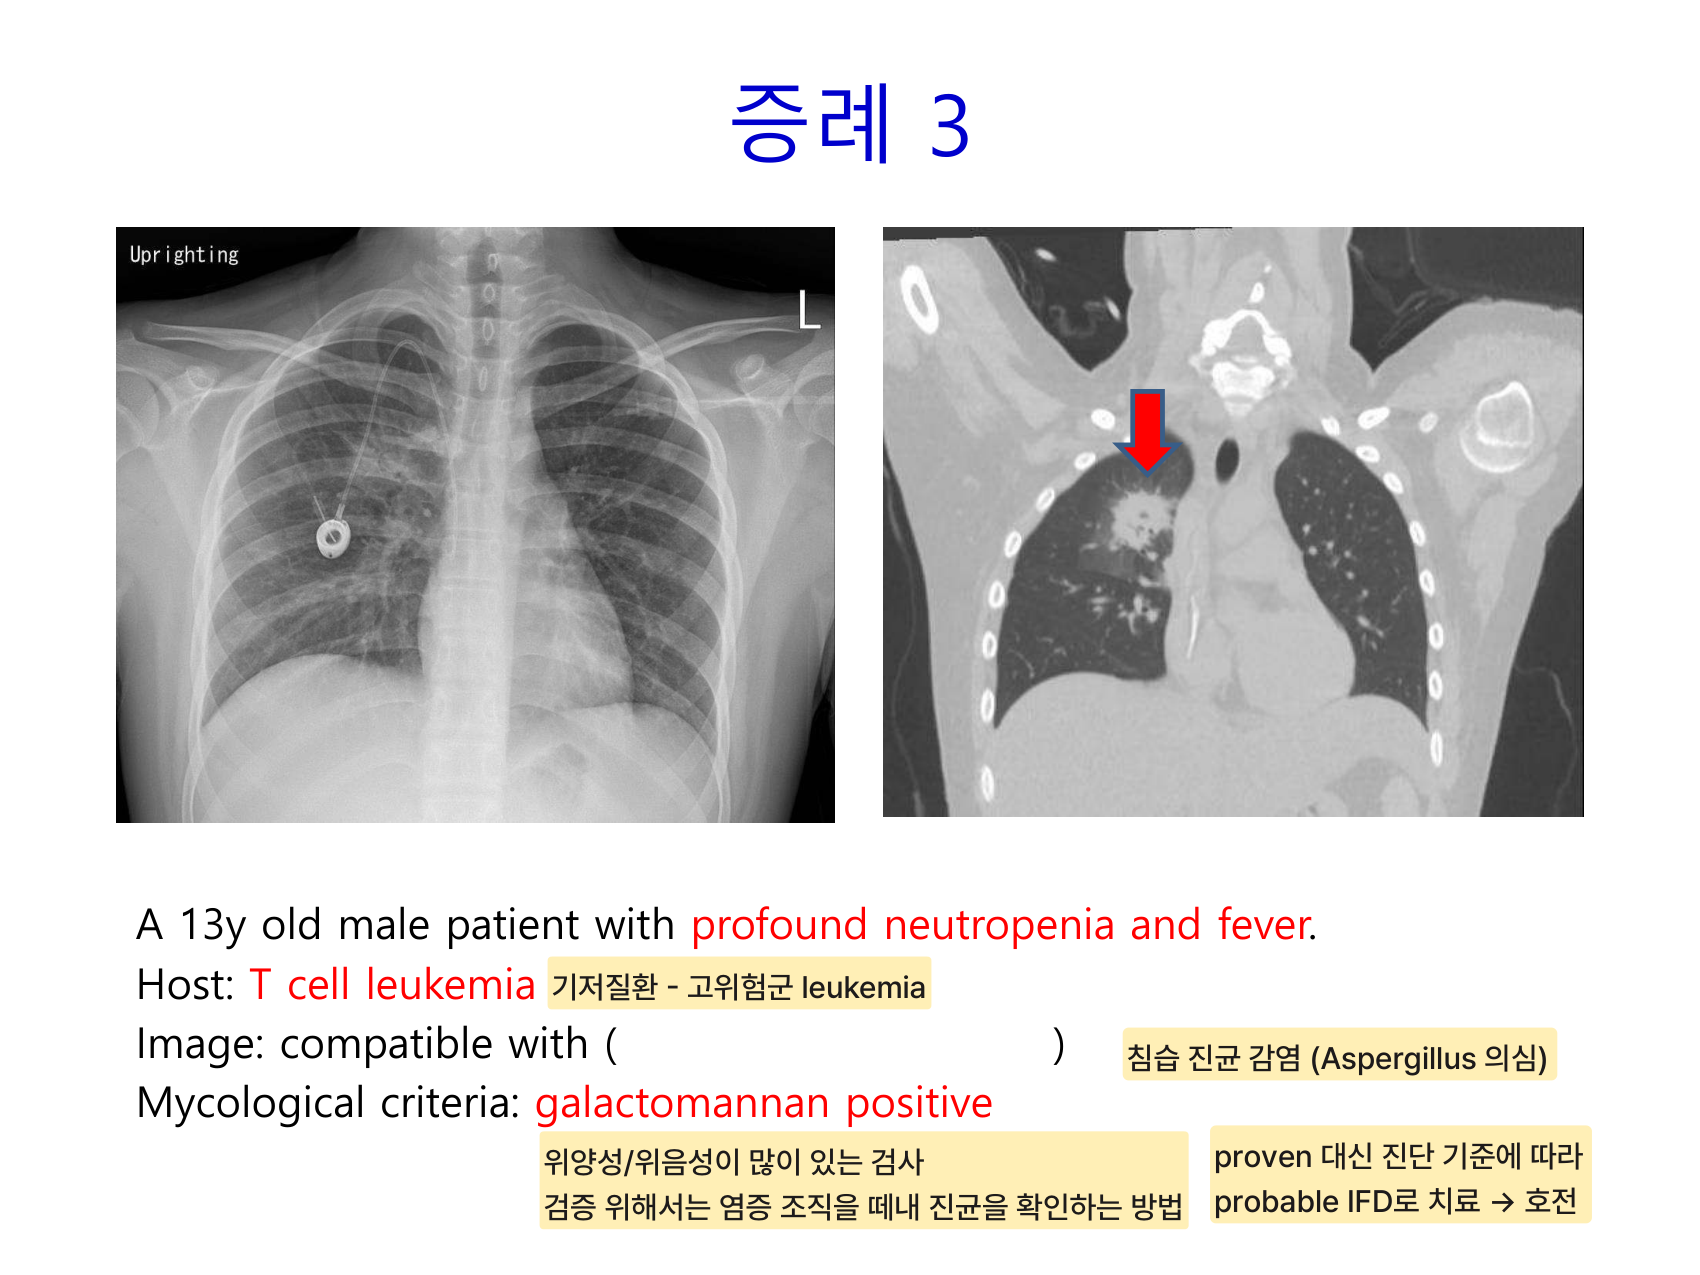 증례 3
Uprighting
L
A 13y old male patient with profound neutropenia and fever.
Host: T cell leukemia 기저질환 - 고위험군 leukemia
Image: compatible with ( ) 침습 진균 감염 (Aspergillus 의심)
Mycological criteria: galactomannan positive
위양성/위음성이 많이 있는 검사
검증 위해서는 염증 조직을 떼내 진균을 확인하는 방법
proven 대신 진단 기준에 따라
probable IFD로 치료 → 호전